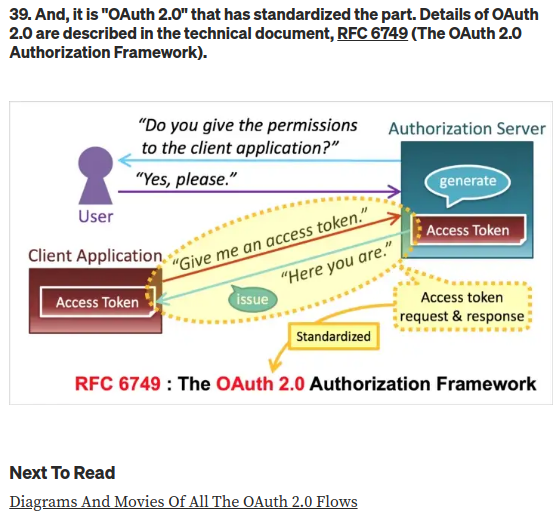 39. And, it is "OAuth 2.0" that has standardized the part. Details of OAuth
2.0 are described in the technical document, RFC 6749 (The OAuth 2.0
Authorization Framework).
“Do you give the permissions
to the client application?”
Authorization Server
“Yes, please.”
generate
User
Access Token
Client Application
“Give me an access token.”
“Here you are.”
Access Token
issue
Access token
request & response
Standardized
RFC 6749 : The OAuth 2.0 Authorization Framework
Next To Read
Diagrams And Movies Of All The OAuth 2.0 Flows